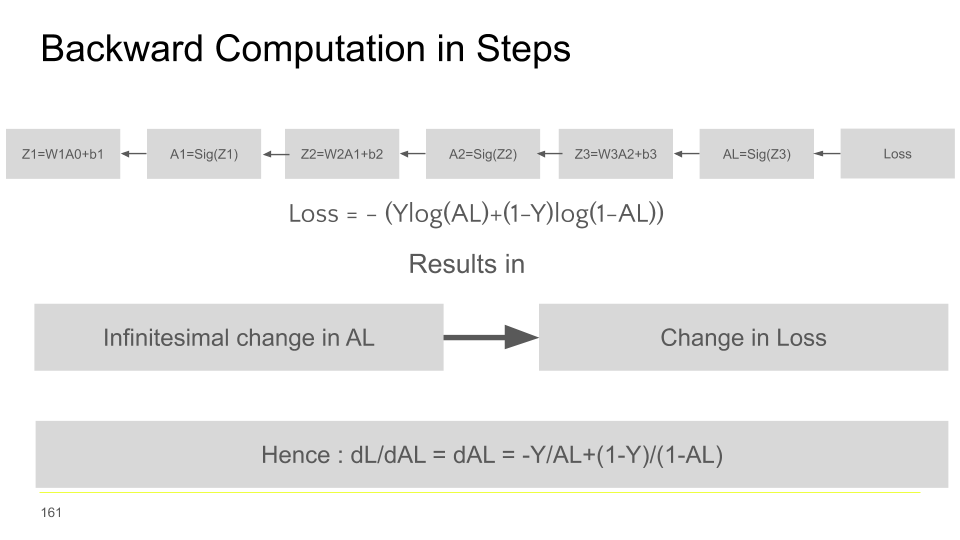 Backward Computation in Steps
Z1=W1A0+b1
A1=Sig(Z1)
Z2=W2A1+b2
A2=Sig(Z2)
Z3=W3A2+b3
AL=Sig(Z3)
Loss
Loss = - (Ylog(AL)+(1-Y)log(1-AL))
Results in
Infinitesimal change in AL
Change in Loss
Hence : dL/dAL = dAL = -Y/AL+(1-Y)/(1-AL)
161